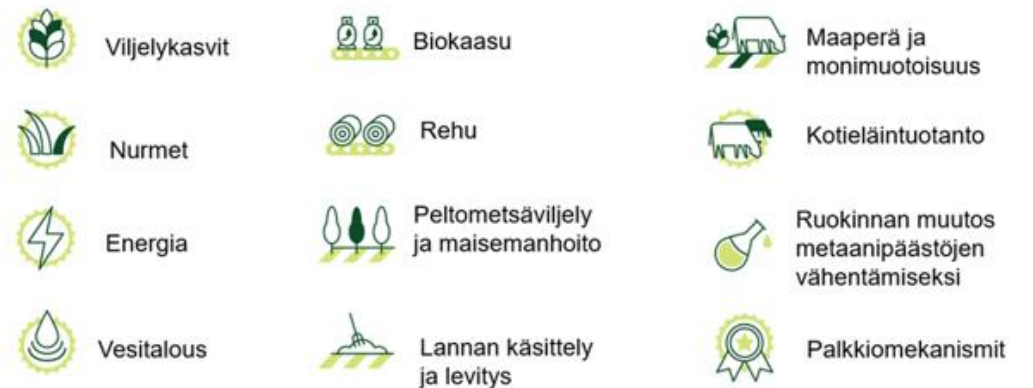 Viljelykasvit
Biokaasu
Maaperä ja
monimuotoisuus
Nurmet
Rehu
Kotieläintuotanto
Energia
Peltometsäviljely
ja maisemanhoito
Ruokinnan muutos
metaanipäästöjen
vähentämiseksi
Vesitalous
Lannan käsittely
ja levitys
Palkkiomekanismit